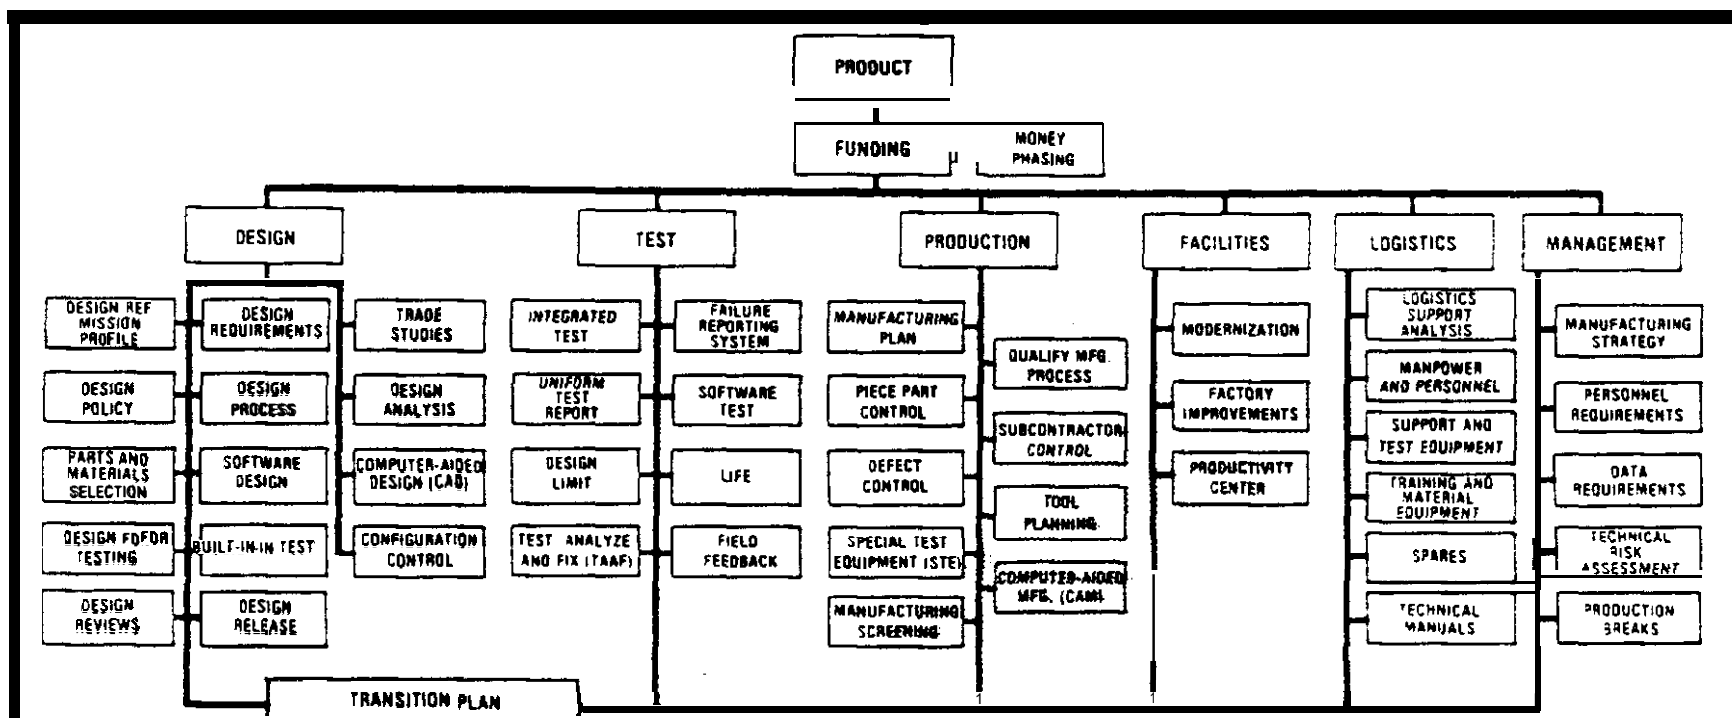 PRODUCT
FUNDING
µ
MONEY
PHASING
DESIGN
TEST
PRODUCTION
FACILITIES
LOGISTICS
MANAGEMENT
DESIGN REF
MISSION
PROFILE
DESIGN
REQUIREMENTS
TRADE
STUDIES
DESIGN
POLICY
DESIGN
PROCESS
DESIGN
ANALYSIS
PARTS AND
MATERIALS
SELECTION
SOFTWARE
DESIGN
COMPUTER-AIDED
DESIGN (CAD)
DESIGN FDFOR
TESTING
BUILT-IN-IN TEST
CONFIGURATION
CONTROL
DESIGN
REVIEWS
DESIGN
RELEASE
INTEGRATED
TEST
FAILURE
REPORTING
SYSTEM
UNIFORM
TEST
REPORT
SOFTWARE
TEST
DESIGN
LIMIT
LIFE
TEST ANALYZE
AND FIX (TAAF)
FIELD
FEEDBACK
MANUFACTURING
PLAN
QUALIFY MFG.
PROCESS
PIECE PART
CONTROL
SUBCONTRACTOR
CONTROL
DEFECT
CONTROL
TOOL
PLANNING
SPECIAL TEST
EQUIPMENT (STE)
COMPUTER-AIDED
MFG. (CAM)
MANUFACTURING
SCREENING
MODERNIZATION
FACTORY
IMPROVEMENTS
PRODUCTIVITY
CENTER
LOGISTICS
SUPPORT
ANALYSIS
MANPOWER
AND PERSONNEL
SUPPORT AND
TEST EQUIPMENT
TRAINING AND
MATERIAL
EQUIPMENT
SPARES
TECHNICAL
MANUALS
MANUFACTURING
STRATEGY
PERSONNEL
REQUIREMENTS
DATA
REQUIREMENTS
TECHNICAL
RISK
ASSESSMENT
PRODUCTION
BREAKS
TRANSITION PLAN